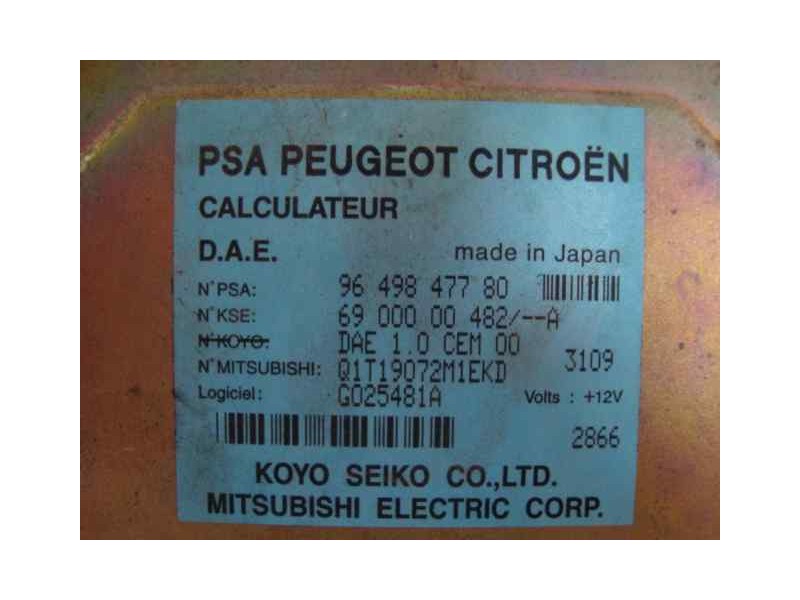 PSA PEUGEOT CITROËN
CALCULATEUR
D.A.E. made in Japan
N°PSA: 96 498 477 80
N°KSE: 69 000 00 482/--A
N°KOYO: DAE 1.0 CEM 00
3109
N°MITSUBISHI: Q1T19072M1EKD
Logiciel: G025481A Volts : +12V
2866
KOYO SEIKO CO.,LTD.
MITSUBISHI ELECTRIC CORP.